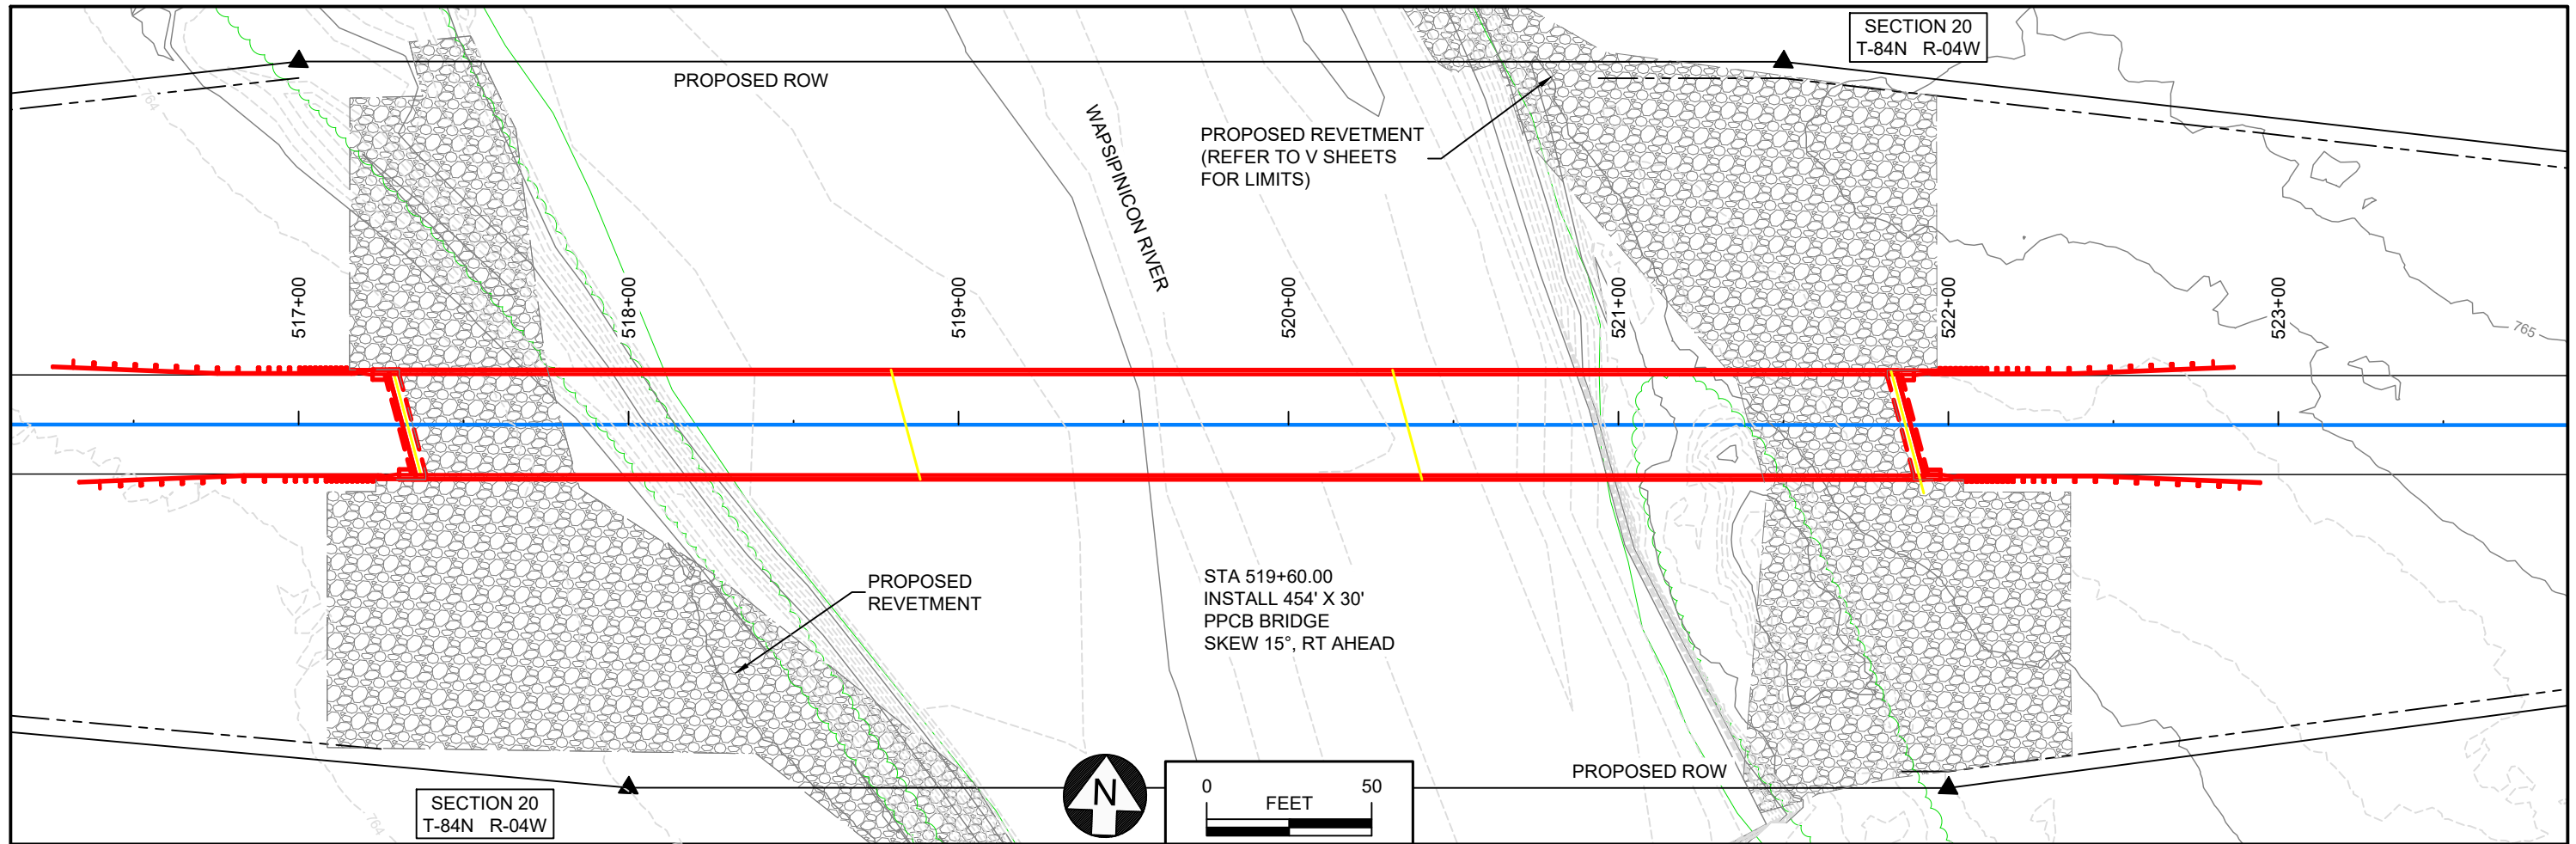 SECTION 20
T-84N R-04W
PROPOSED ROW
764
WAPSIPINICON RIVER
PROPOSED REVETMENT
(REFER TO V SHEETS
FOR LIMITS)
517+00
518+00
519+00
520+00
521+00
522+00
523+00
765
PROPOSED
REVETMENT
STA 519+60.00
INSTALL 454' X 30'
PPCB BRIDGE
SKEW 15°, RT AHEAD
PROPOSED ROW
SECTION 20
T-84N R-04W
764
N
0 50
FEET